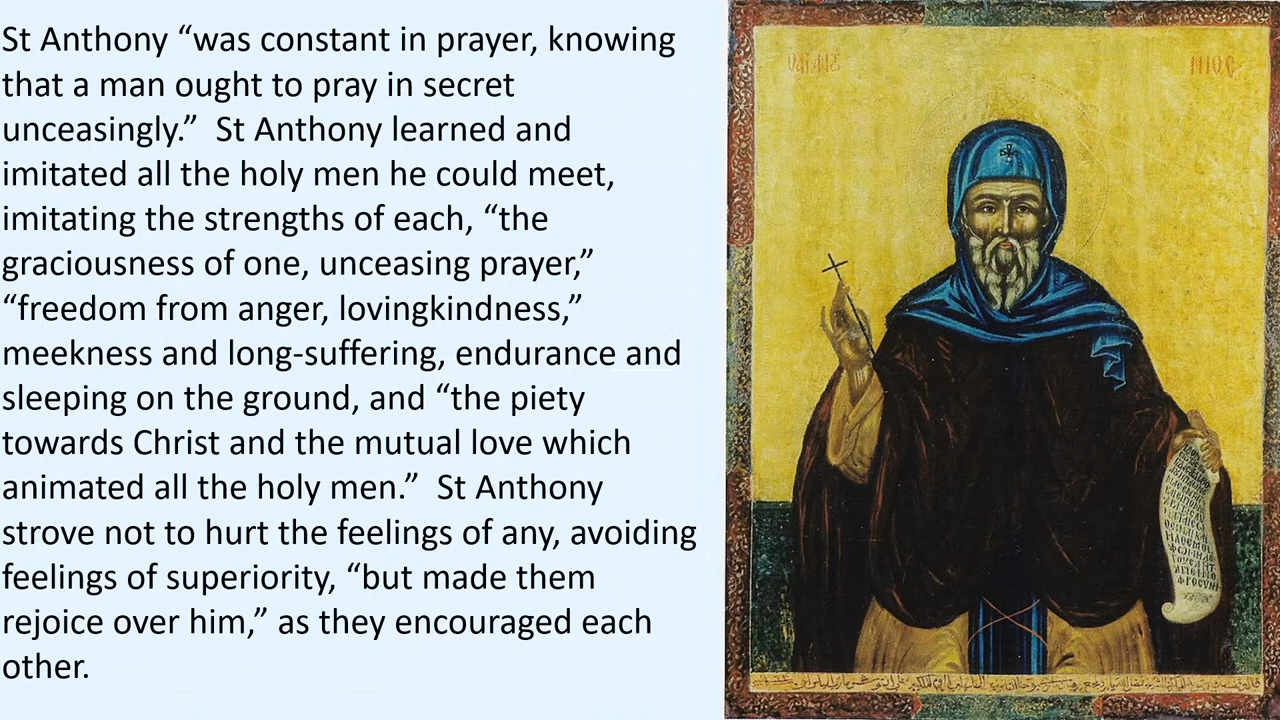 St Anthony “was constant in prayer, knowing
that a man ought to pray in secret
unceasingly.”  St Anthony learned and
imitated all the holy men he could meet,
imitating the strengths of each, “the
graciousness of one, unceasing prayer,”
“freedom from anger, lovingkindness,”
meekness and long-suffering, endurance and
sleeping on the ground, and “the piety
towards Christ and the mutual love which
animated all the holy men.”  St Anthony
strove not to hurt the feelings of any, avoiding
feelings of superiority, “but made them
rejoice over him,” as they encouraged each
other.
ΝΙΟC